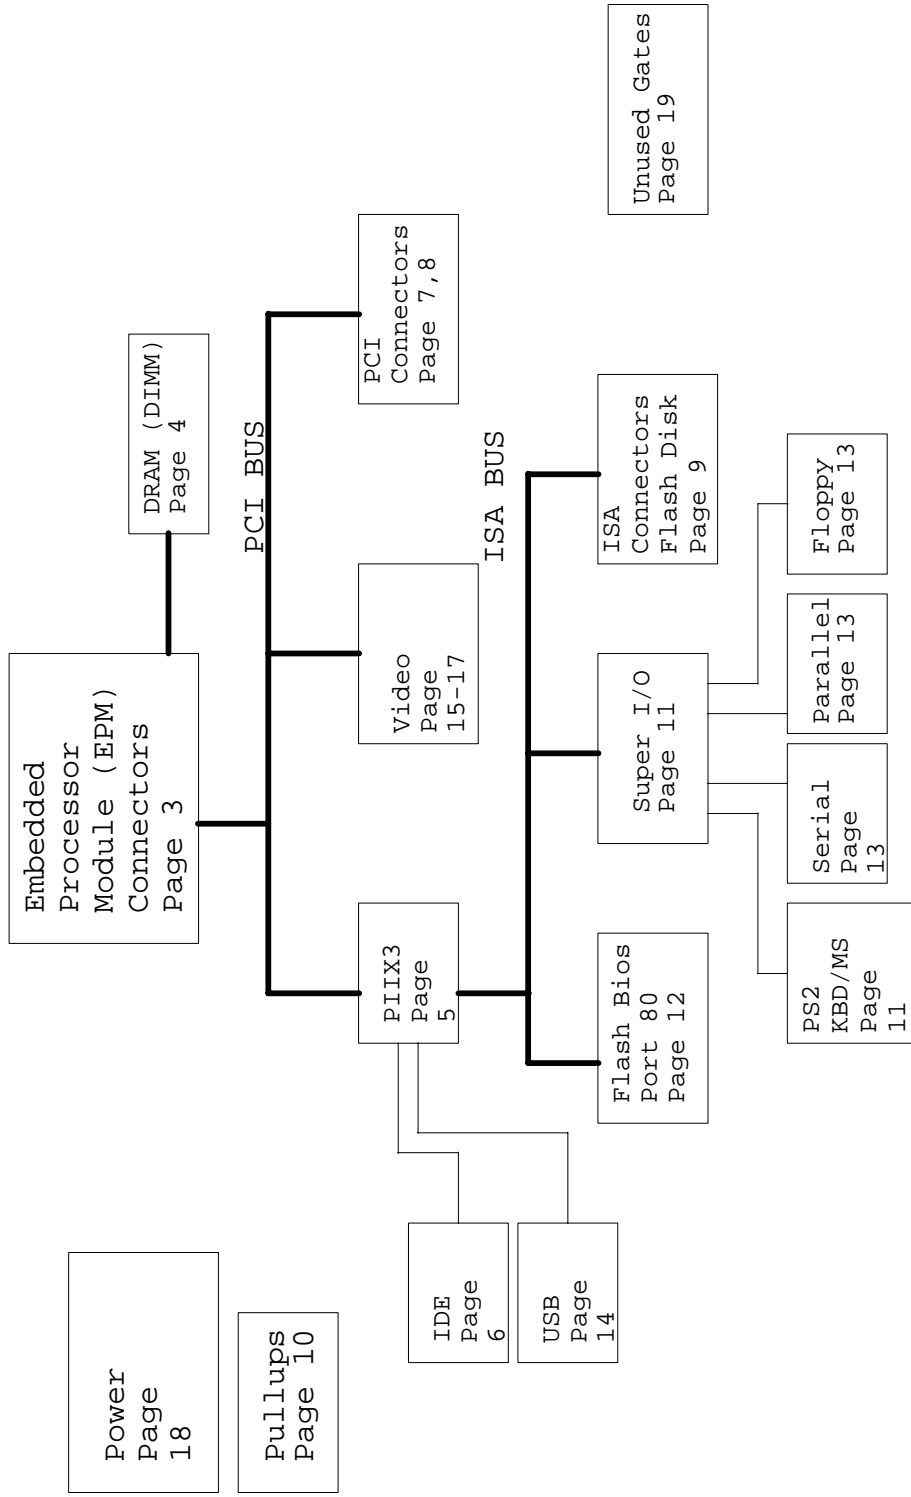 Embedded
Processor
Module (EPM)
Connectors
Page 3
DRAM (DIMM)
Page 4
PCI BUS
Power
Page
18
Pullups
Page 10
PIIX3
Page
5
Video
Page
15-17
PCI
Connectors
Page 7,8
ISA BUS
IDE
Page
6
USB
Page
14
Flash Bios
Port 80
Page 12
Super I/O
Page 11
ISA
Connectors
Flash Disk
Page 9
Unused Gates
Page 19
PS2
KBD/MS
Page
11
Serial
Page
13
Parallel
Page 13
Floppy
Page 13